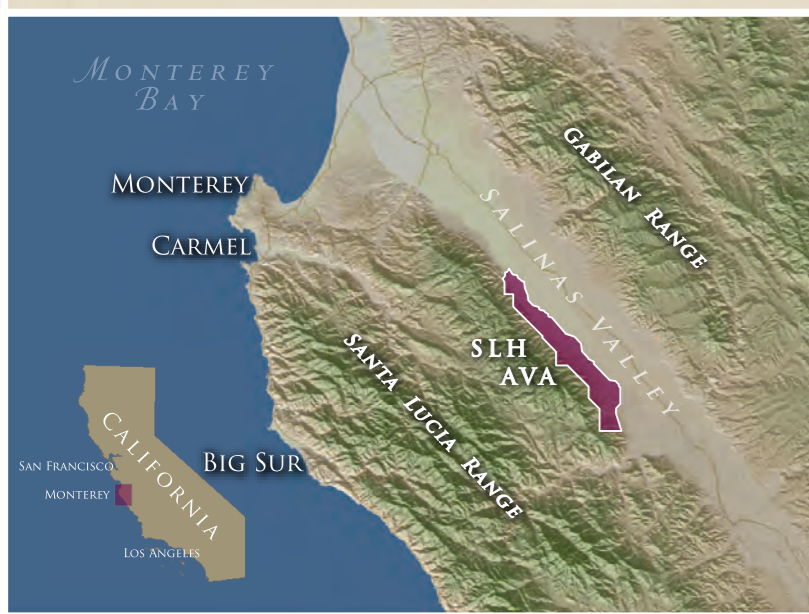 MONTEREY
BAY
MONTEREY
CARMEL
GABILAN RANGE
SALINAS VALLEY
SLH
AVA
SANTA LUCIA RANGE
BIG SUR
CALIFORNIA
SAN FRANCISCO
MONTEREY
LOS ANGELES